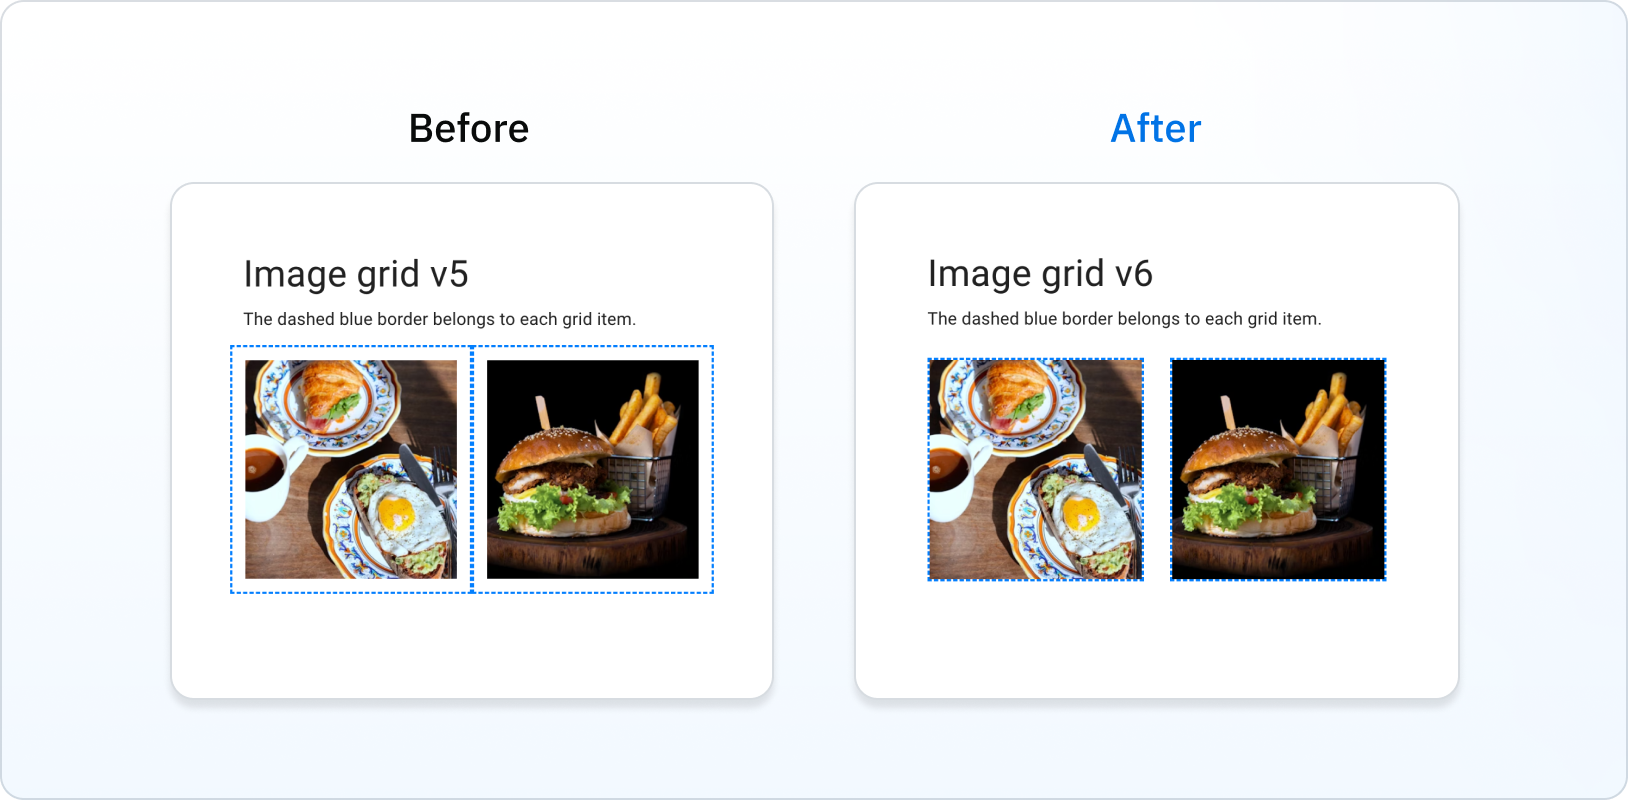 Before
After
Image grid v5
The dashed blue border belongs to each grid item.
Image grid v6
The dashed blue border belongs to each grid item.